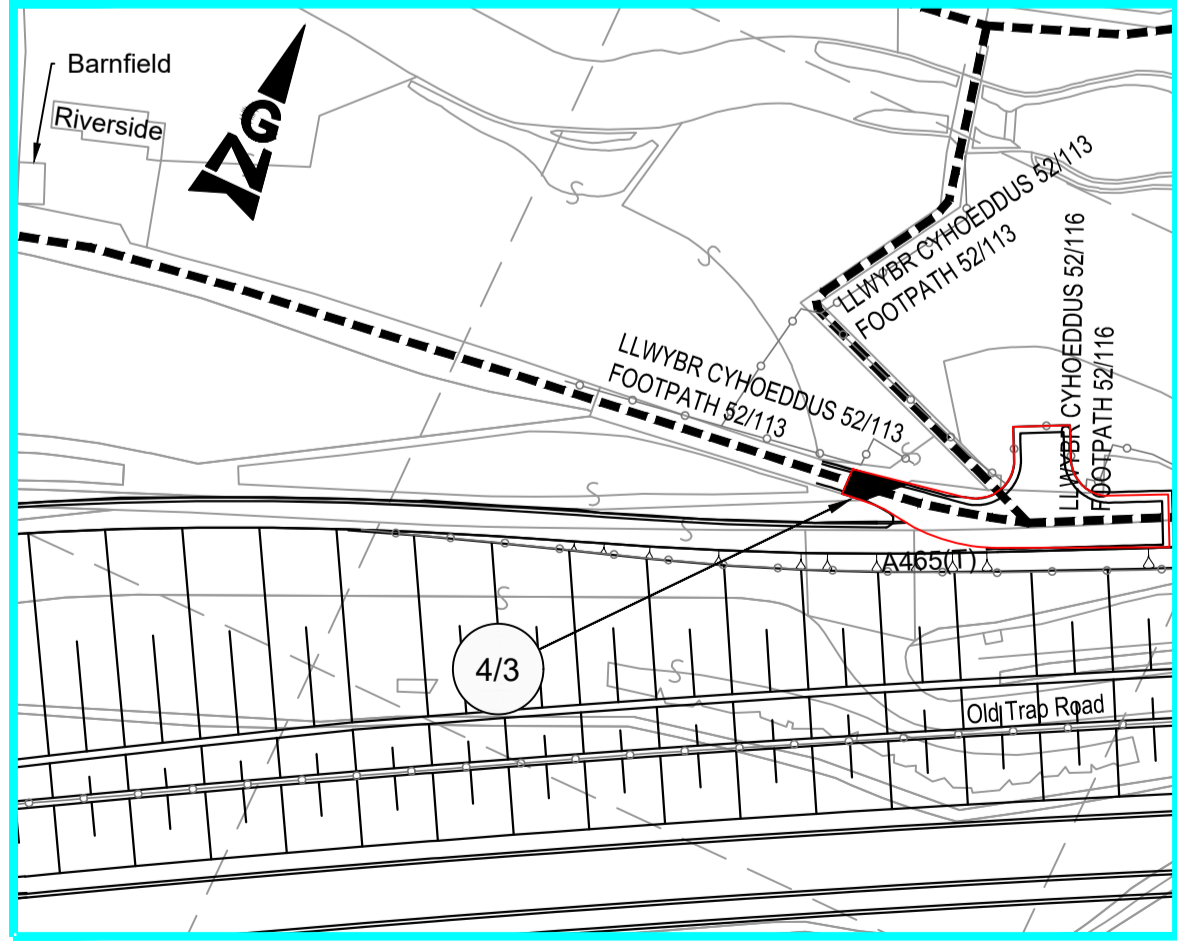 Barnfield
Riverside
NG
LLWYBR CYHOEDDUS 52/113
FOOTPATH 52/113
LLWYBR CYHOEDDUS 52/113
FOOTPATH 52/113
LLWYBR CYHOEDDUS 52/116
FOOTPATH 52/116
A465(T)
4/3
Old Trap Road